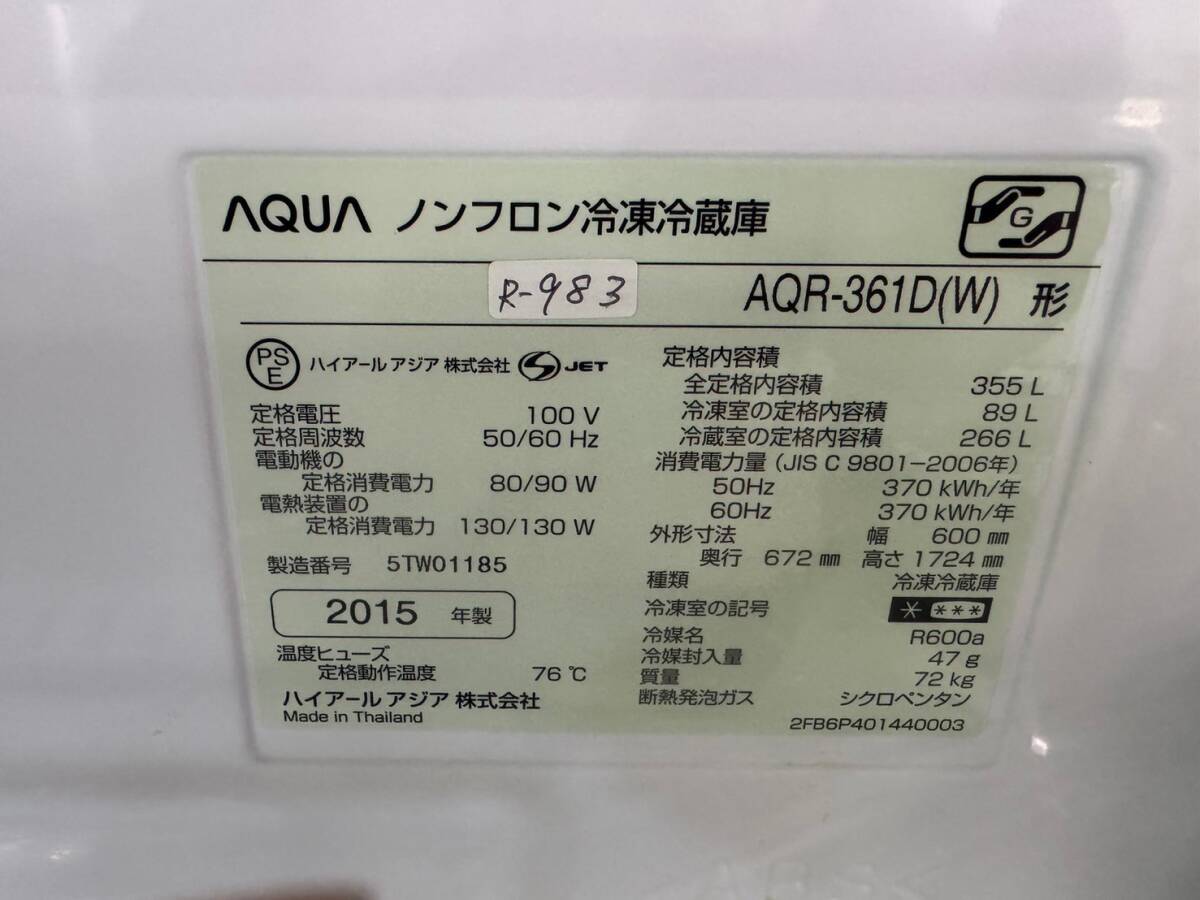 AQUA ノンフロン冷凍冷蔵庫
G
R-983
AQR-361D(W) 形
PS
E
ハイアール アジア 株式会社 JET
定格電圧 100 V
定格周波数 50/60 Hz
電動機の
定格消費電力 80/90 W
電熱装置の
定格消費電力 130/130 W
製造番号 5TW01185
2015 年製
温度ヒューズ
定格動作温度 76 ℃
ハイアール アジア 株式会社
Made in Thailand
定格内容積
全定格内容積 355 L
冷凍室の定格内容積 89 L
冷蔵室の定格内容積 266 L
消費電力量 (JIS C 9801-2006年)
50Hz 370 kWh/年
60Hz 370 kWh/年
外形寸法 幅 600 mm
奥行 672 mm 高さ 1724 mm
種類 冷凍冷蔵庫
冷凍室の記号 * ***
冷媒名 R600a
冷媒封入量 47 g
質量 72 kg
断熱発泡ガス シクロペンタン
2FB6P401440003